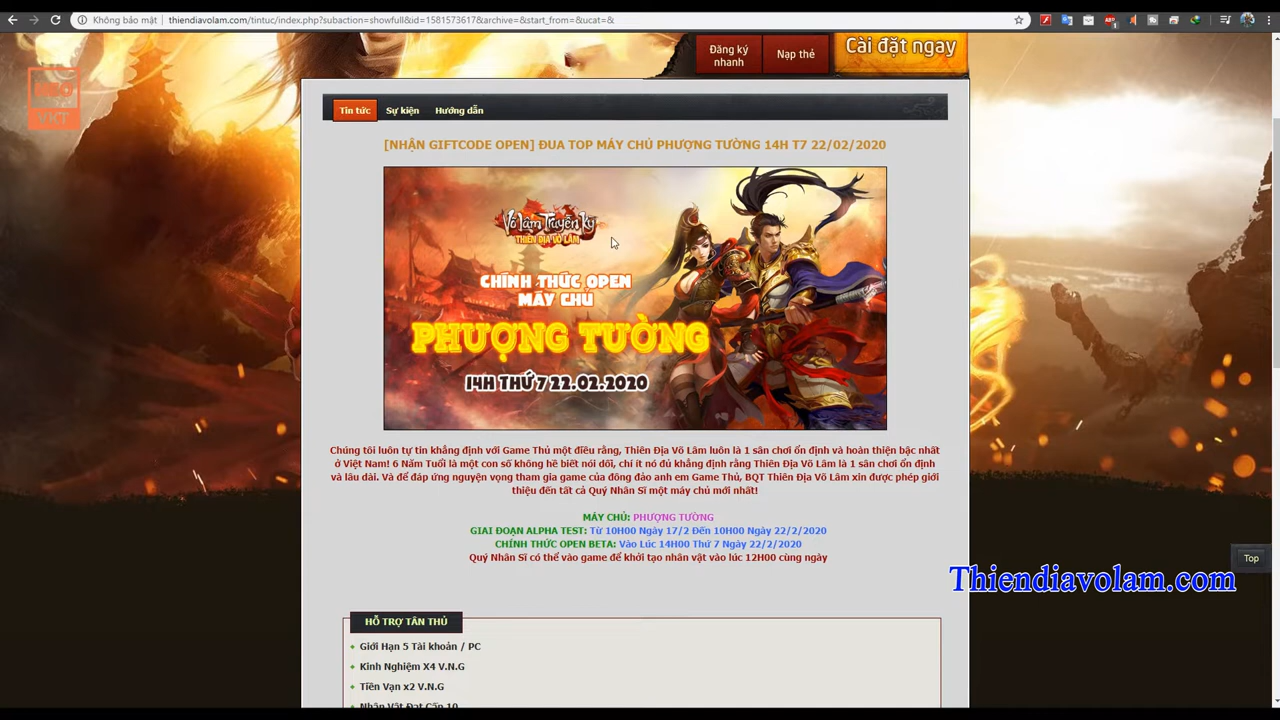 Không bảo mật | thiendiavolam.com/tintuc/index.php?subaction=showfull&id=1581573617&archive=&start_from=&ucat=&
Đăng ký
nhanh
Nạp thẻ
Cài đặt ngay
VKT
Tin tức
Sự kiện
Hướng dẫn
[NHẬN GIFTCODE OPEN] ĐUA TOP MÁY CHỦ PHƯỢNG TƯỜNG 14H T7 22/02/2020
Võ Lâm Truyền Kỳ
THIÊN ĐỊA VÕ LÂM
CHÍNH THỨC OPEN
MÁY CHỦ
PHƯỢNG TƯỜNG
14H THỨ 7 22.02.2020
Chúng tôi luôn tự tin khẳng định với Game Thủ một điều rằng, Thiên Địa Võ Lâm luôn là 1 sân chơi ổn định và hoàn thiện bậc nhất
ở Việt Nam! 6 Năm Tuổi là một con số không hề biết nói dối, chí ít nó đủ khẳng định rằng Thiên Địa Võ Lâm là 1 sân chơi ổn định
và lâu dài. Và để đáp ứng nguyện vọng tham gia game của đông đảo anh em Game Thủ, BQT Thiên Địa Võ Lâm xin được phép giới
thiệu đến tất cả Quý Nhân Sĩ một máy chủ mới nhất!
MÁY CHỦ: PHƯỢNG TƯỜNG
GIAI ĐOẠN ALPHA TEST: Từ 10H00 Ngày 17/2 Đến 10H00 Ngày 22/2/2020
CHÍNH THỨC OPEN BETA: Vào Lúc 14H00 Thứ 7 Ngày 22/2/2020
Quý Nhân Sĩ có thể vào game để khởi tạo nhân vật vào lúc 12H00 cùng ngày
Top
Thiendiavolam.com
HỖ TRỢ TÂN THỦ
Giới Hạn 5 Tài khoản / PC
Kinh Nghiệm X4 V.N.G
Tiền Vạn x2 V.N.G
Nhân Vật Đạt Cấp 10